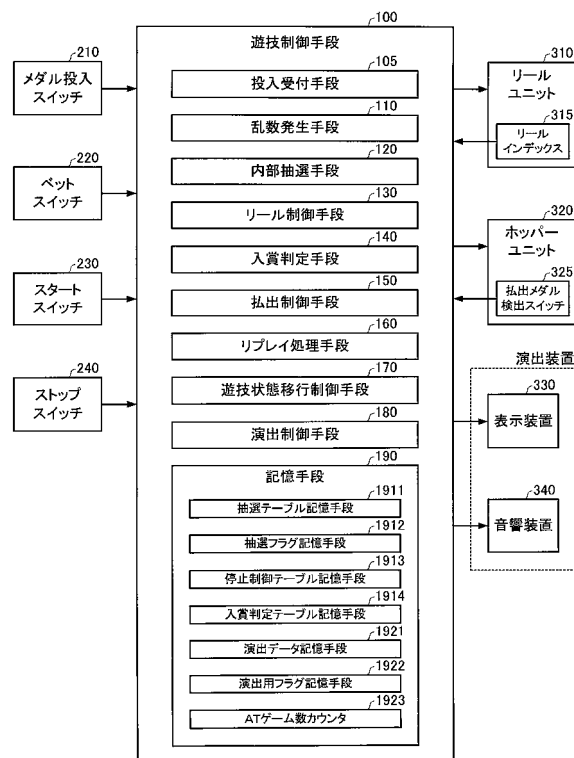 100
遊技制御手段
210
メダル投入
スイッチ
220
ベット
スイッチ
230
スタート
スイッチ
240
ストップ
スイッチ
105
投入受付手段
110
乱数発生手段
120
内部抽選手段
130
リール制御手段
140
入賞判定手段
150
払出制御手段
160
リプレイ処理手段
170
遊技状態移行制御手段
180
演出制御手段
190
記憶手段
1911
抽選テーブル記憶手段
1912
抽選フラグ記憶手段
1913
停止制御テーブル記憶手段
1914
入賞判定テーブル記憶手段
1921
演出データ記憶手段
1922
演出用フラグ記憶手段
1923
ATゲーム数カウンタ
310
リール
ユニット
315
リール
インデックス
320
ホッパー
ユニット
325
払出メダル
検出スイッチ
演出装置
330
表示装置
340
音響装置